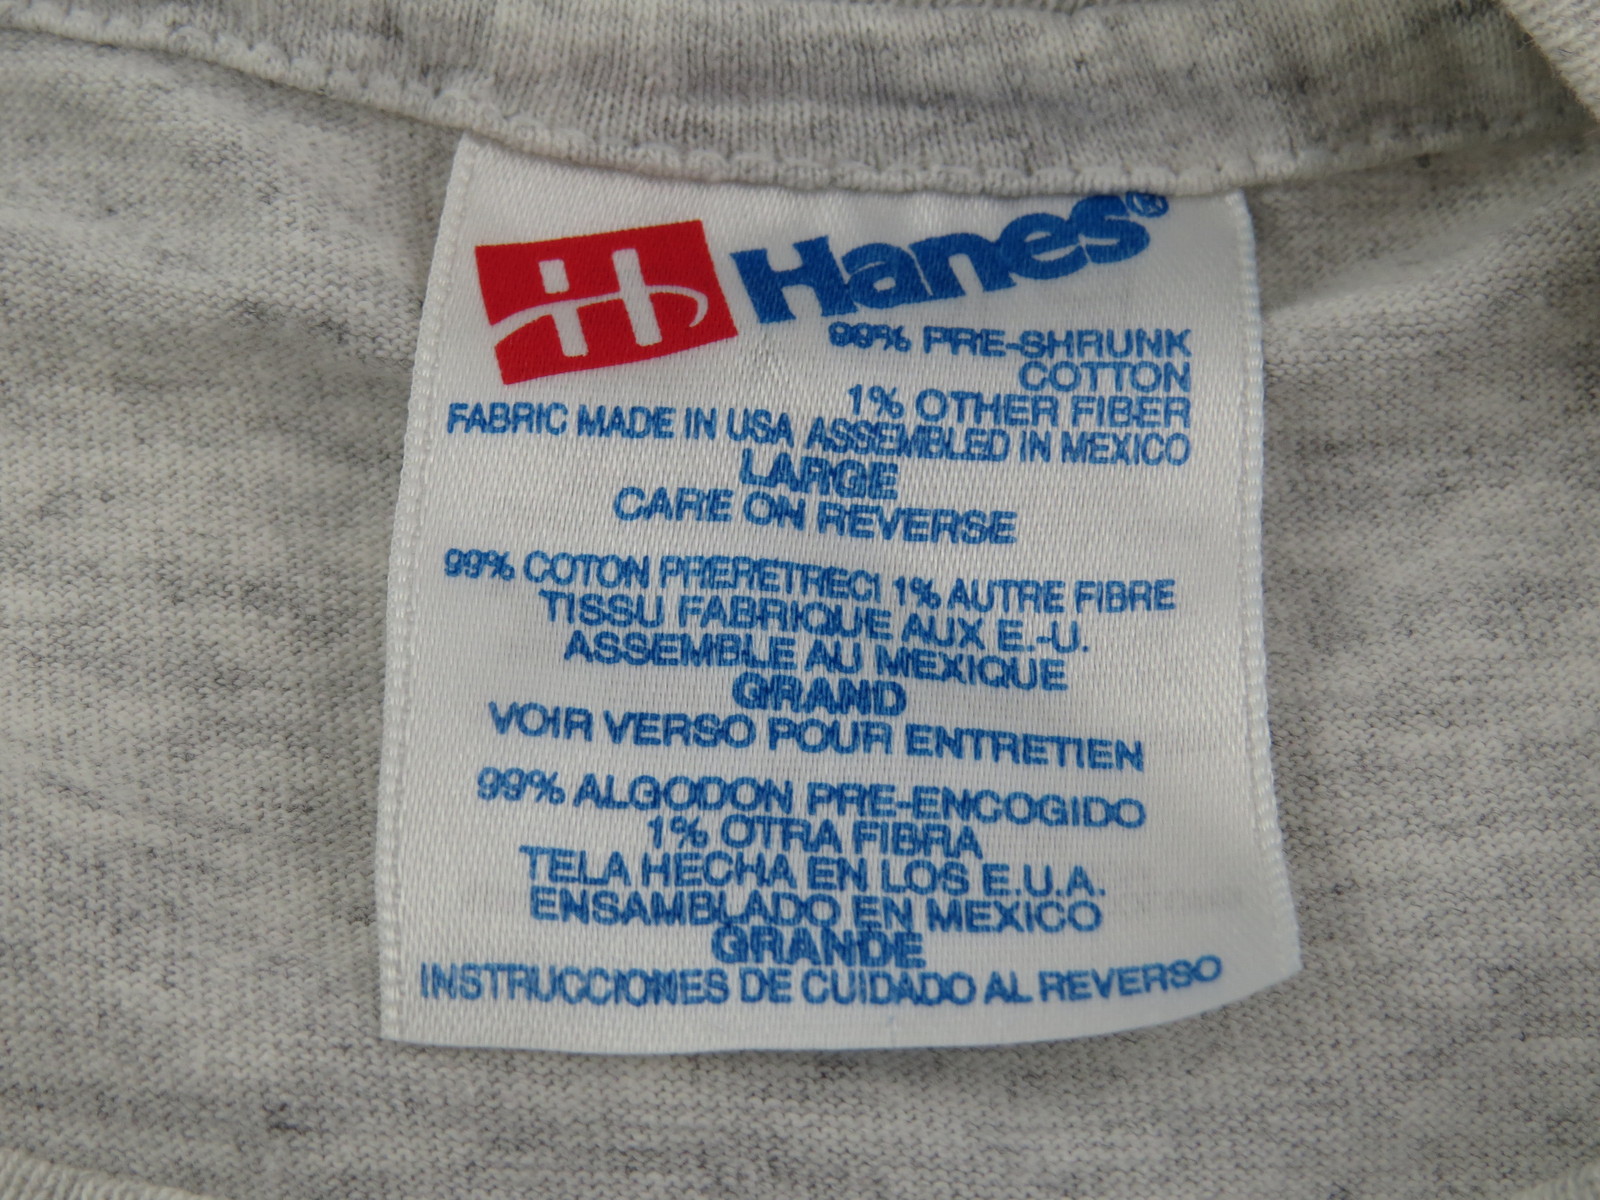 H Hanes®
99% PRE-SHRUNK
COTTON
1% OTHER FIBER
FABRIC MADE IN USA ASSEMBLED IN MEXICO
LARGE
CARE ON REVERSE
99% COTON PRERETRECI 1% AUTRE FIBRE
TISSU FABRIQUE AUX E.-U.
ASSEMBLE AU MEXIQUE
GRAND
VOIR VERSO POUR ENTRETIEN
99% ALGODON PRE-ENCOGIDO
1% OTRA FIBRA
TELA HECHA EN LOS E.U.A.
ENSAMBLADO EN MEXICO
GRANDE
INSTRUCCIONES DE CUIDADO AL REVERSO